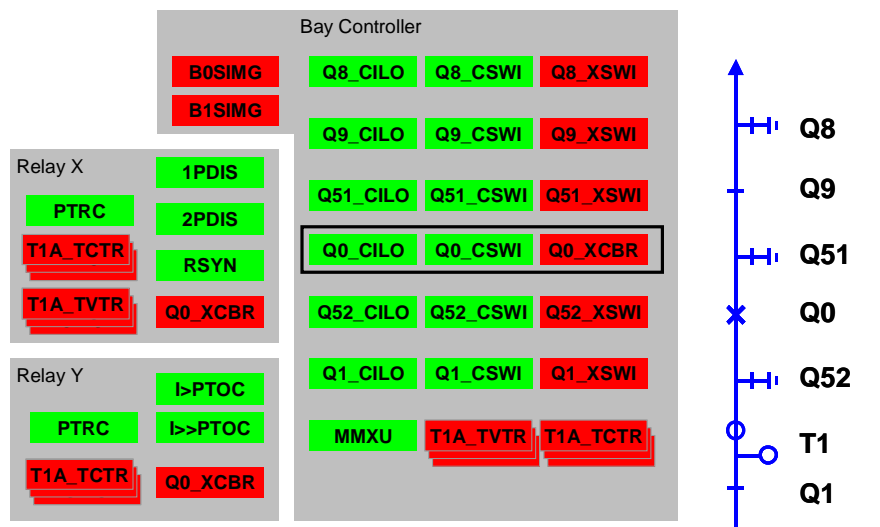 Bay Controller
B0SIMG
Q8_CILO Q8_CSWI Q8_XSWI
B1SIMG
Q9_CILO Q9_CSWI Q9_XSWI
Q51_CILO Q51_CSWI Q51_XSWI
Q0_CILO Q0_CSWI Q0_XCBR
Q52_CILO Q52_CSWI Q52_XSWI
Q1_CILO Q1_CSWI Q1_XSWI
MMXU T1A_TVTR T1A_TCTR
Relay X
1PDIS
PTRC
2PDIS
T1A_TCTR
RSYN
T1A_TVTR
Q0_XCBR
Relay Y
I>PTOC
PTRC
I>>PTOC
T1A_TCTR
Q0_XCBR
Q8
Q9
Q51
Q0
Q52
T1
Q1